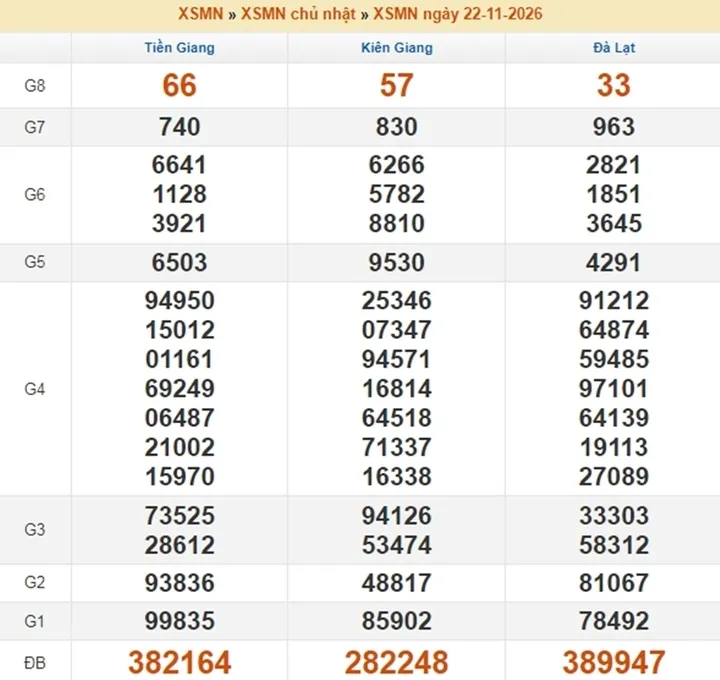 XSMN » XSMN chủ nhật » XSMN ngày 22-11-2026
Tiền Giang Kiên Giang Đà Lạt
G8 66 57 33
G7 740 830 963
6641 6266 2821
G6 1128 5782 1851
3921 8810 3645
G5 6503 9530 4291
94950 25346 91212
15012 07347 64874
01161 94571 59485
G4 69249 16814 97101
06487 64518 64139
21002 71337 19113
15970 16338 27089
G3 73525 94126 33303
28612 53474 58312
G2 93836 48817 81067
G1 99835 85902 78492
ĐB 382164 282248 389947